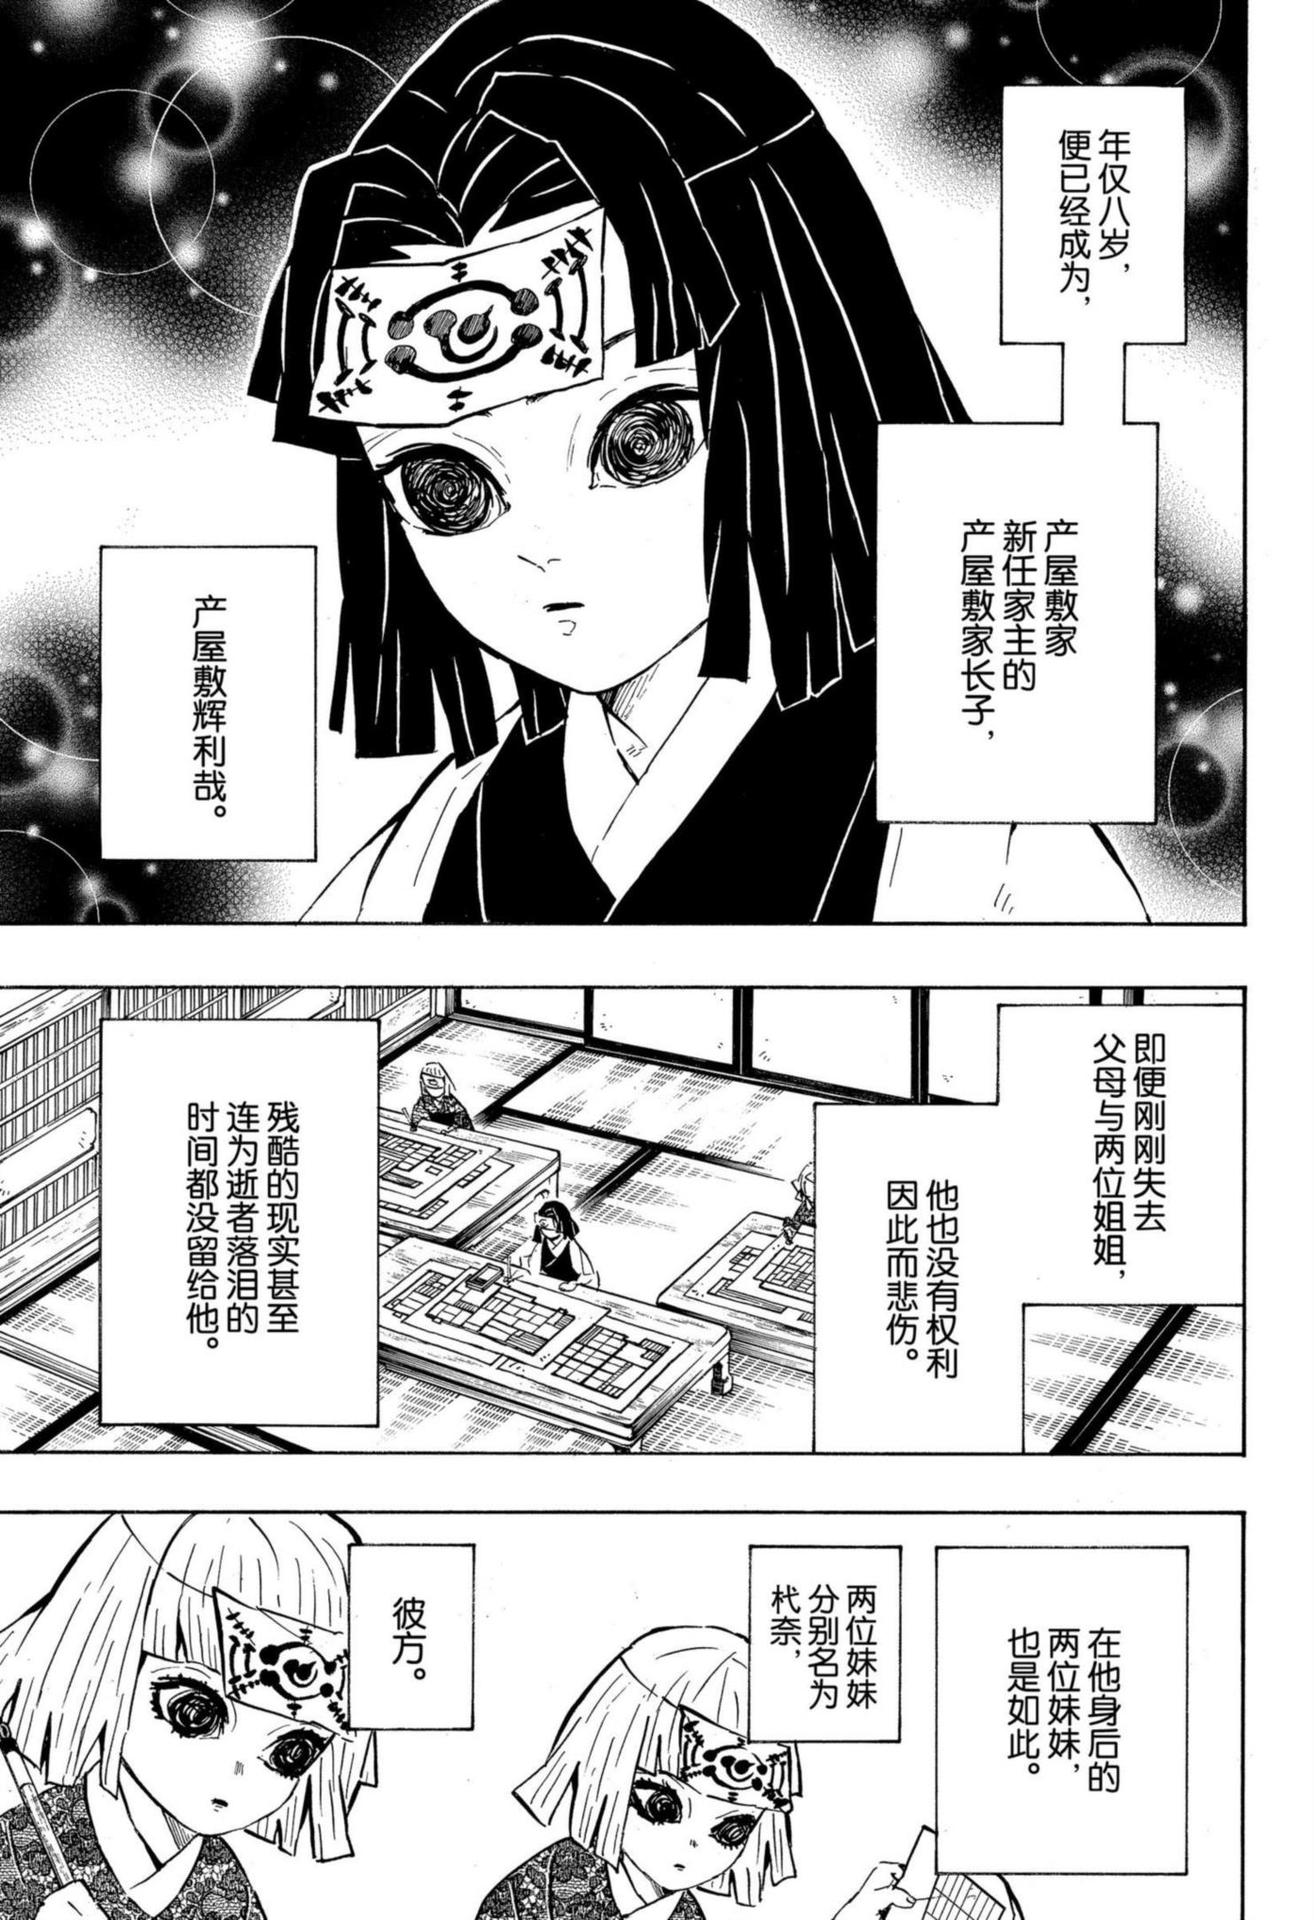 年仅八岁，
便已经成为，
产屋敷家
新任家主的
产屋敷家长子，
产屋敷辉利哉。
即便刚刚失去
父母与两位姐姐，
他也没有权利
因此而悲伤。
残酷的现实甚至
连为逝者落泪的
时间都没留给他。
在他身后的
两位妹妹，
也是如此。
两位妹妹
分别名为
杙奈，
彼方。